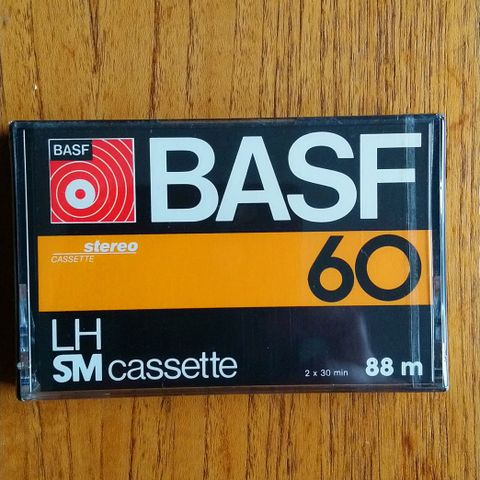 BASF
BASF
stereo
CASSETTE
60
LH
SM cassette
2 x 30 min
88 m